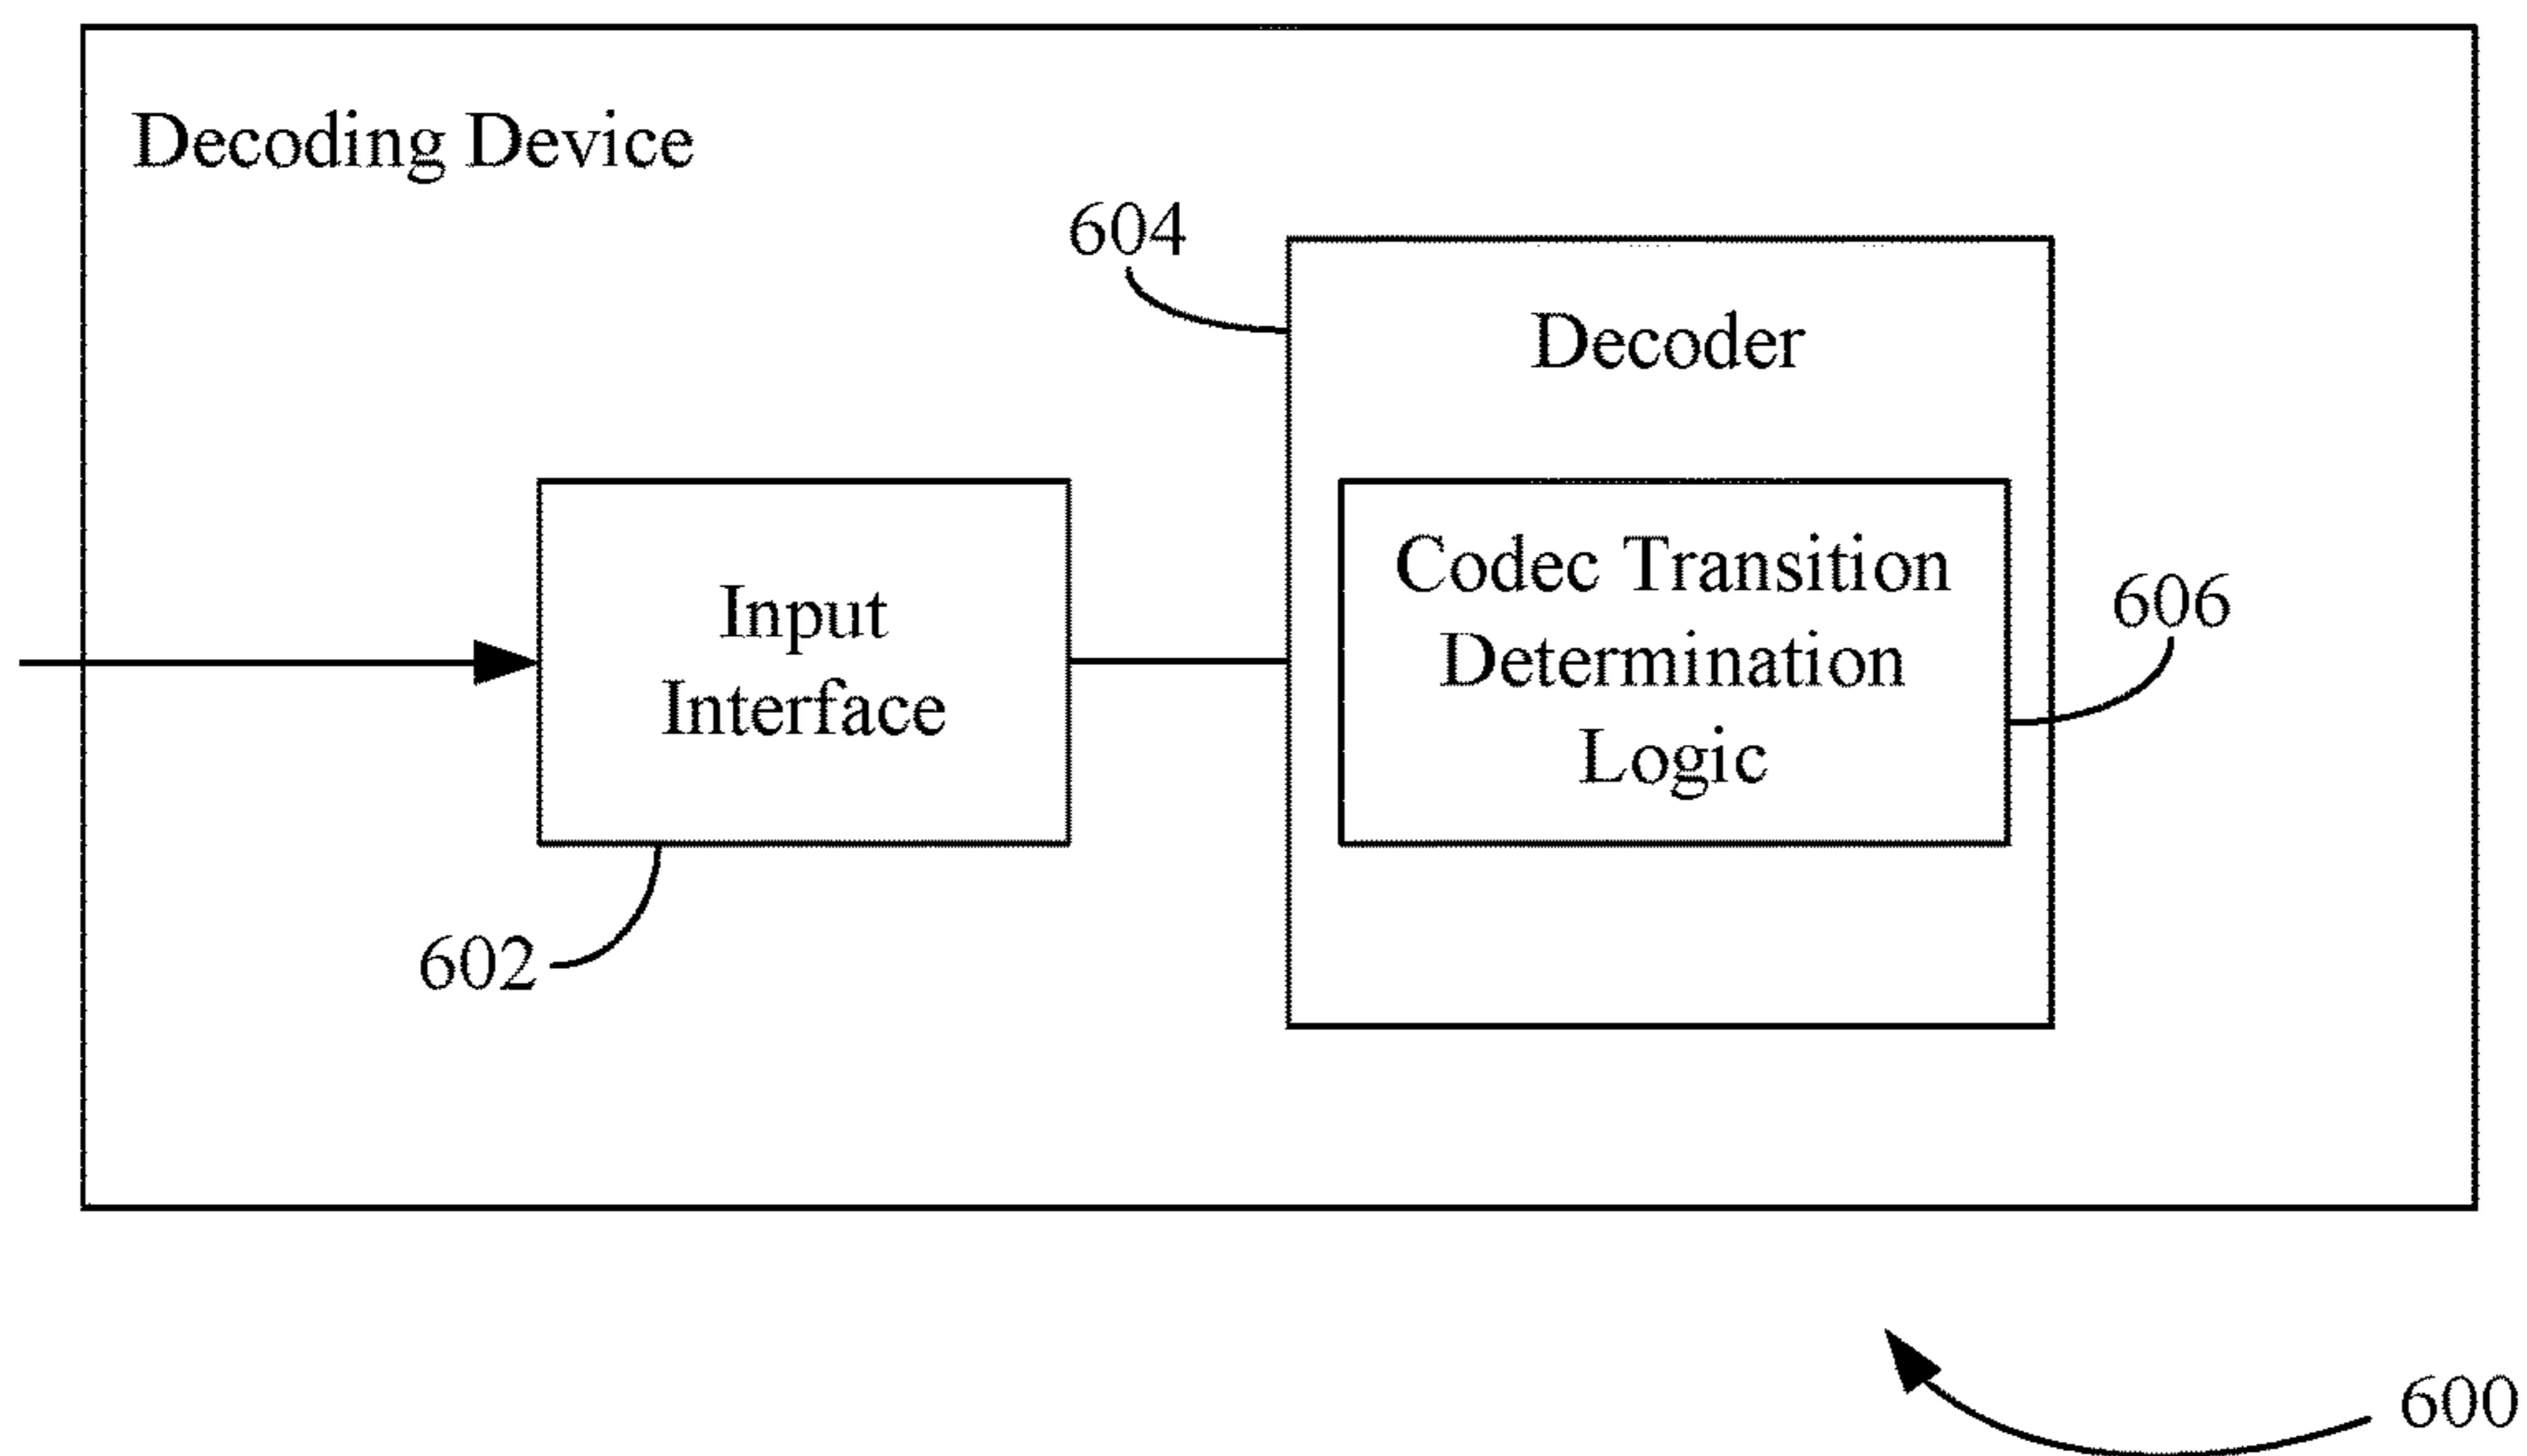 Decoding Device
604
Decoder
Input
Interface
Codec Transition
Determination
Logic
606
602
600